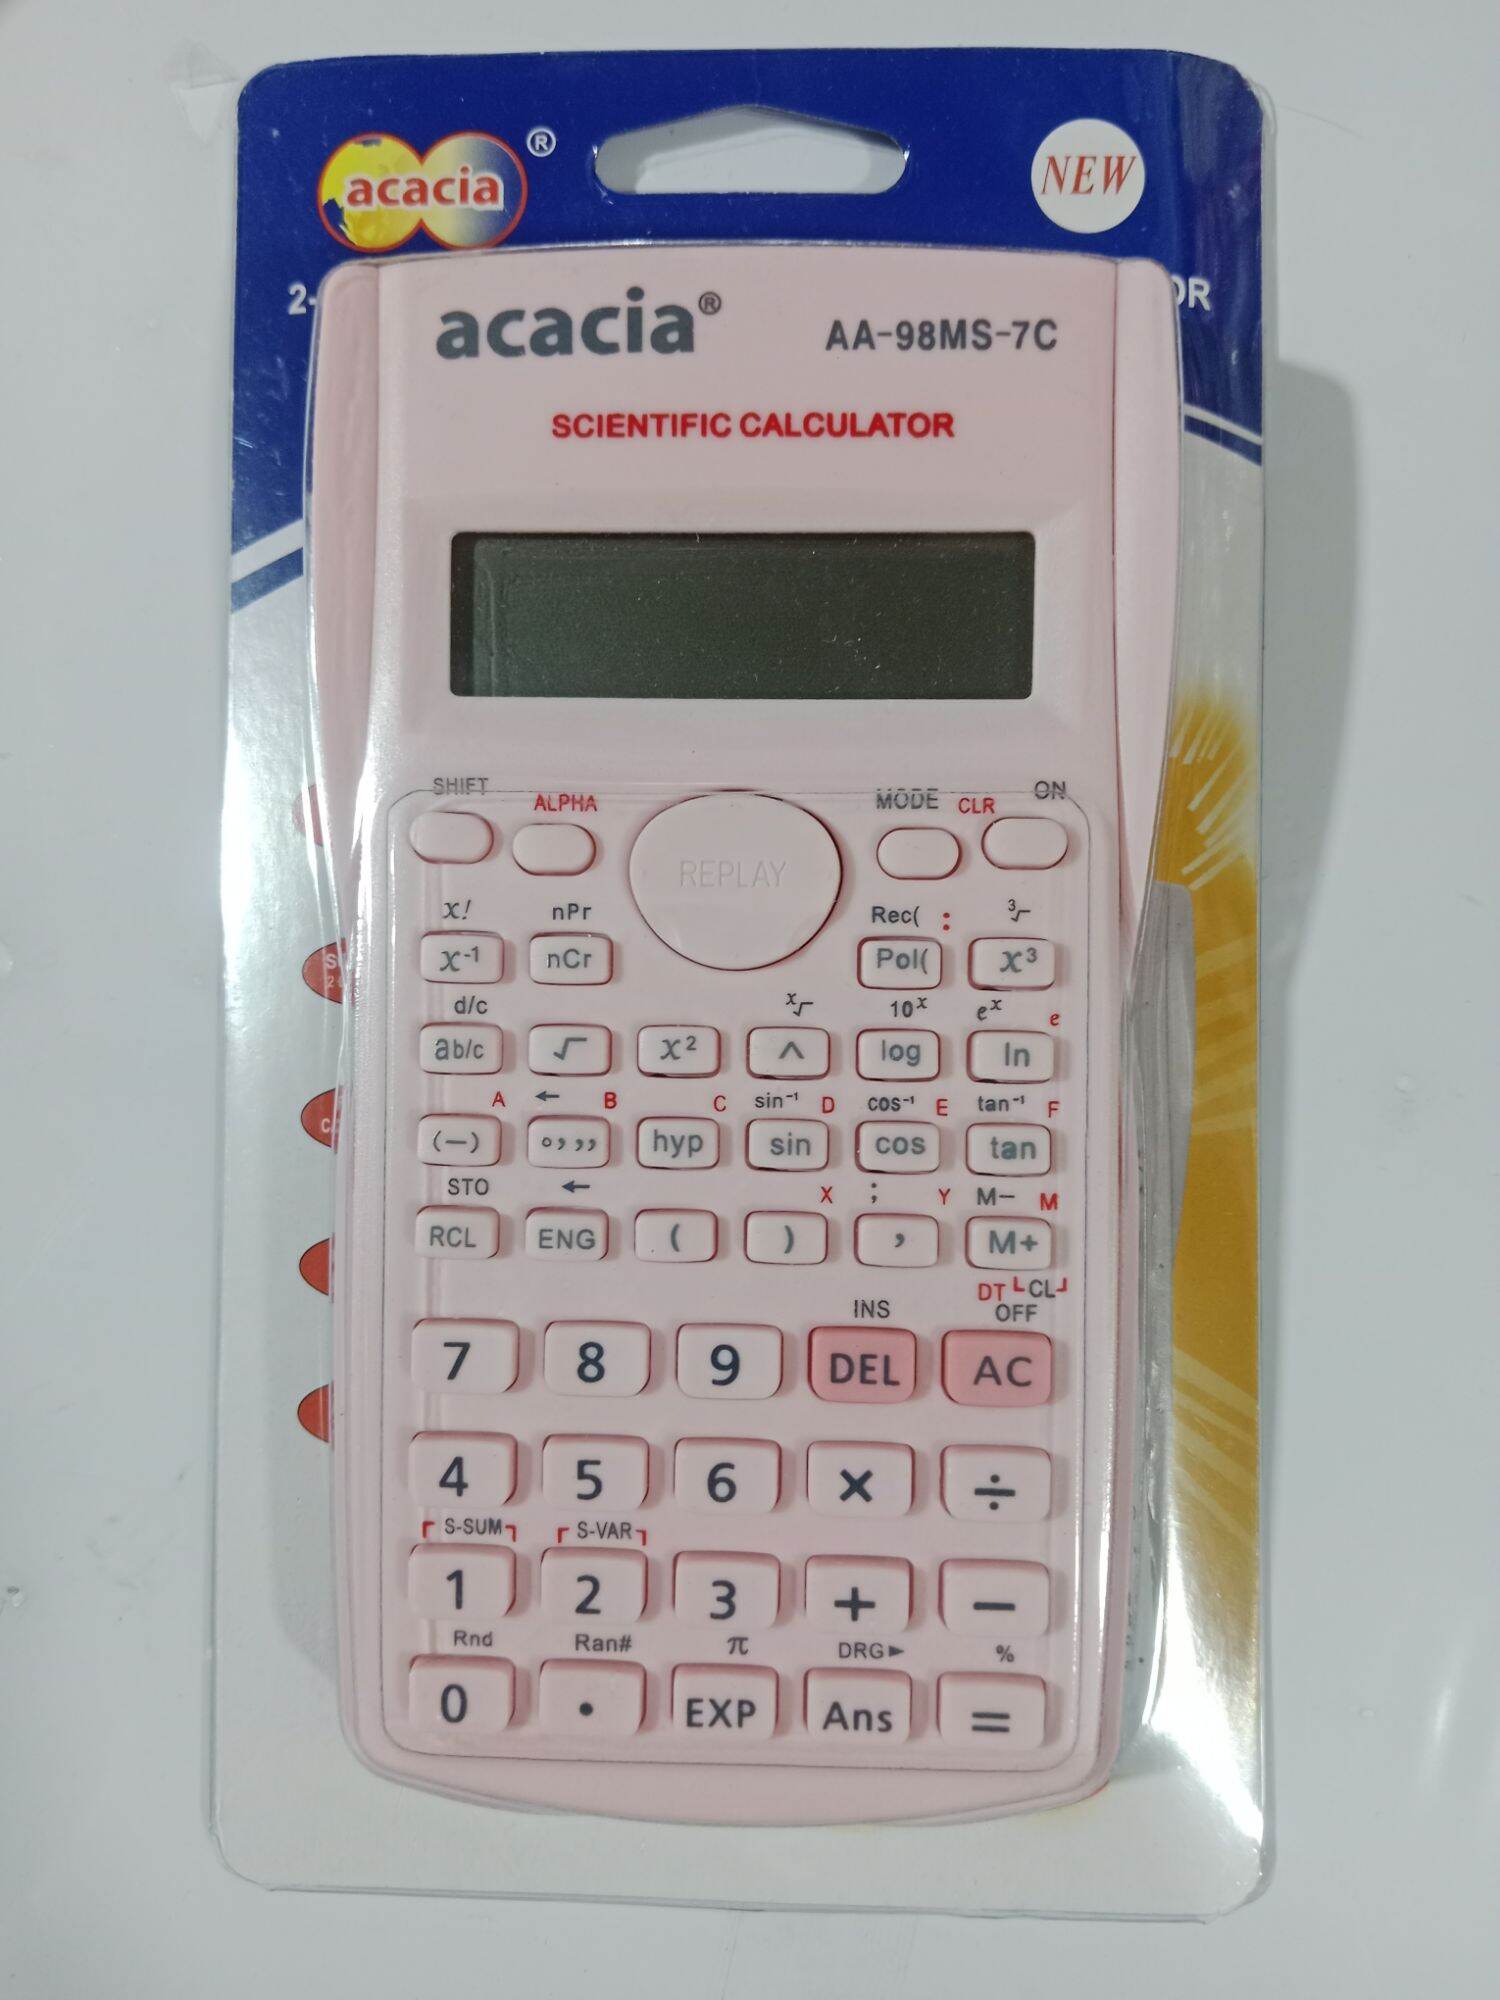 acacia ®
NEW
2-
OR
acacia® AA-98MS-7C
SCIENTIFIC CALCULATOR
SHIFT ALPHA MODE CLR ON
REPLAY
x! nPr Rec( : ³√
x⁻¹ nCr Pol( x³
d/c ˣ√ 10ˣ eˣ e
ab/c √ x² ^ log ln
A ← B C sin⁻¹ D cos⁻¹ E tan⁻¹ F
(−) °,,, hyp sin cos tan
STO ← X ; Y M− M
RCL ENG ( ) , M+
DT CL
INS OFF
7 8 9 DEL AC
4 5 6 × ÷
S-SUM S-VAR
1 2 3 + −
Rnd Ran# π DRG► %
0 . EXP Ans =